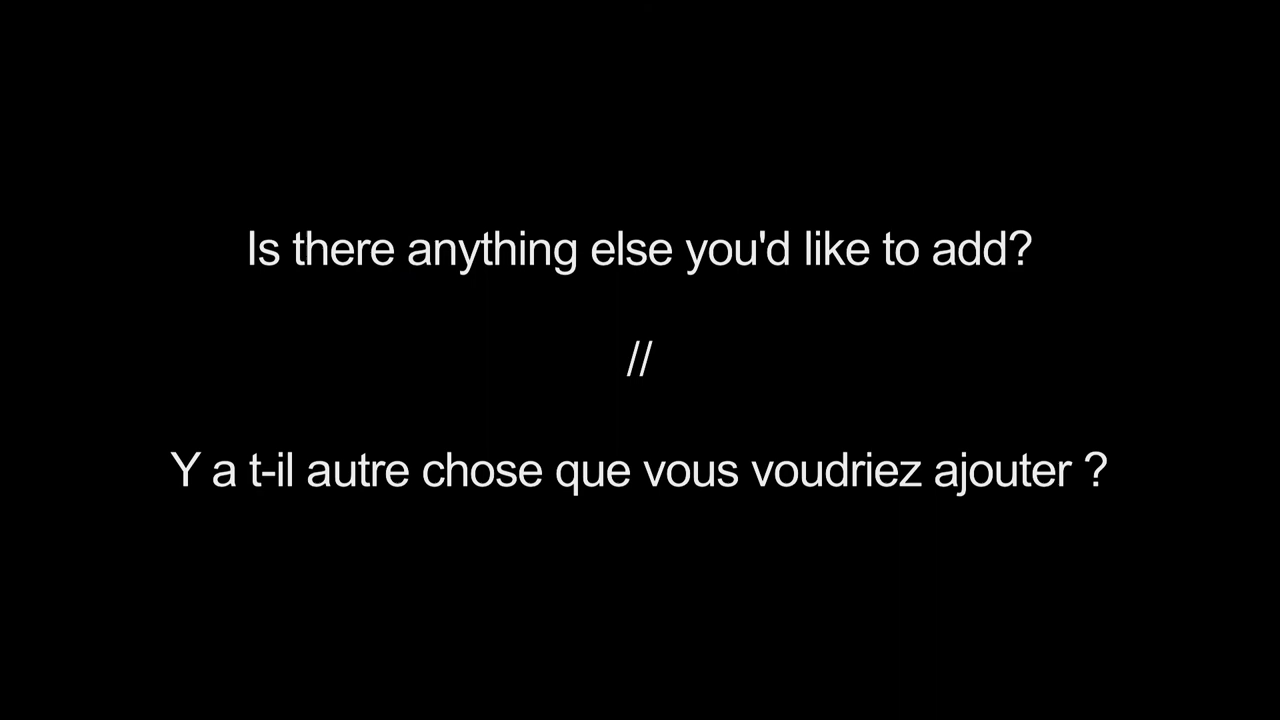 Is there anything else you'd like to add?
//
Y a t-il autre chose que vous voudriez ajouter ?